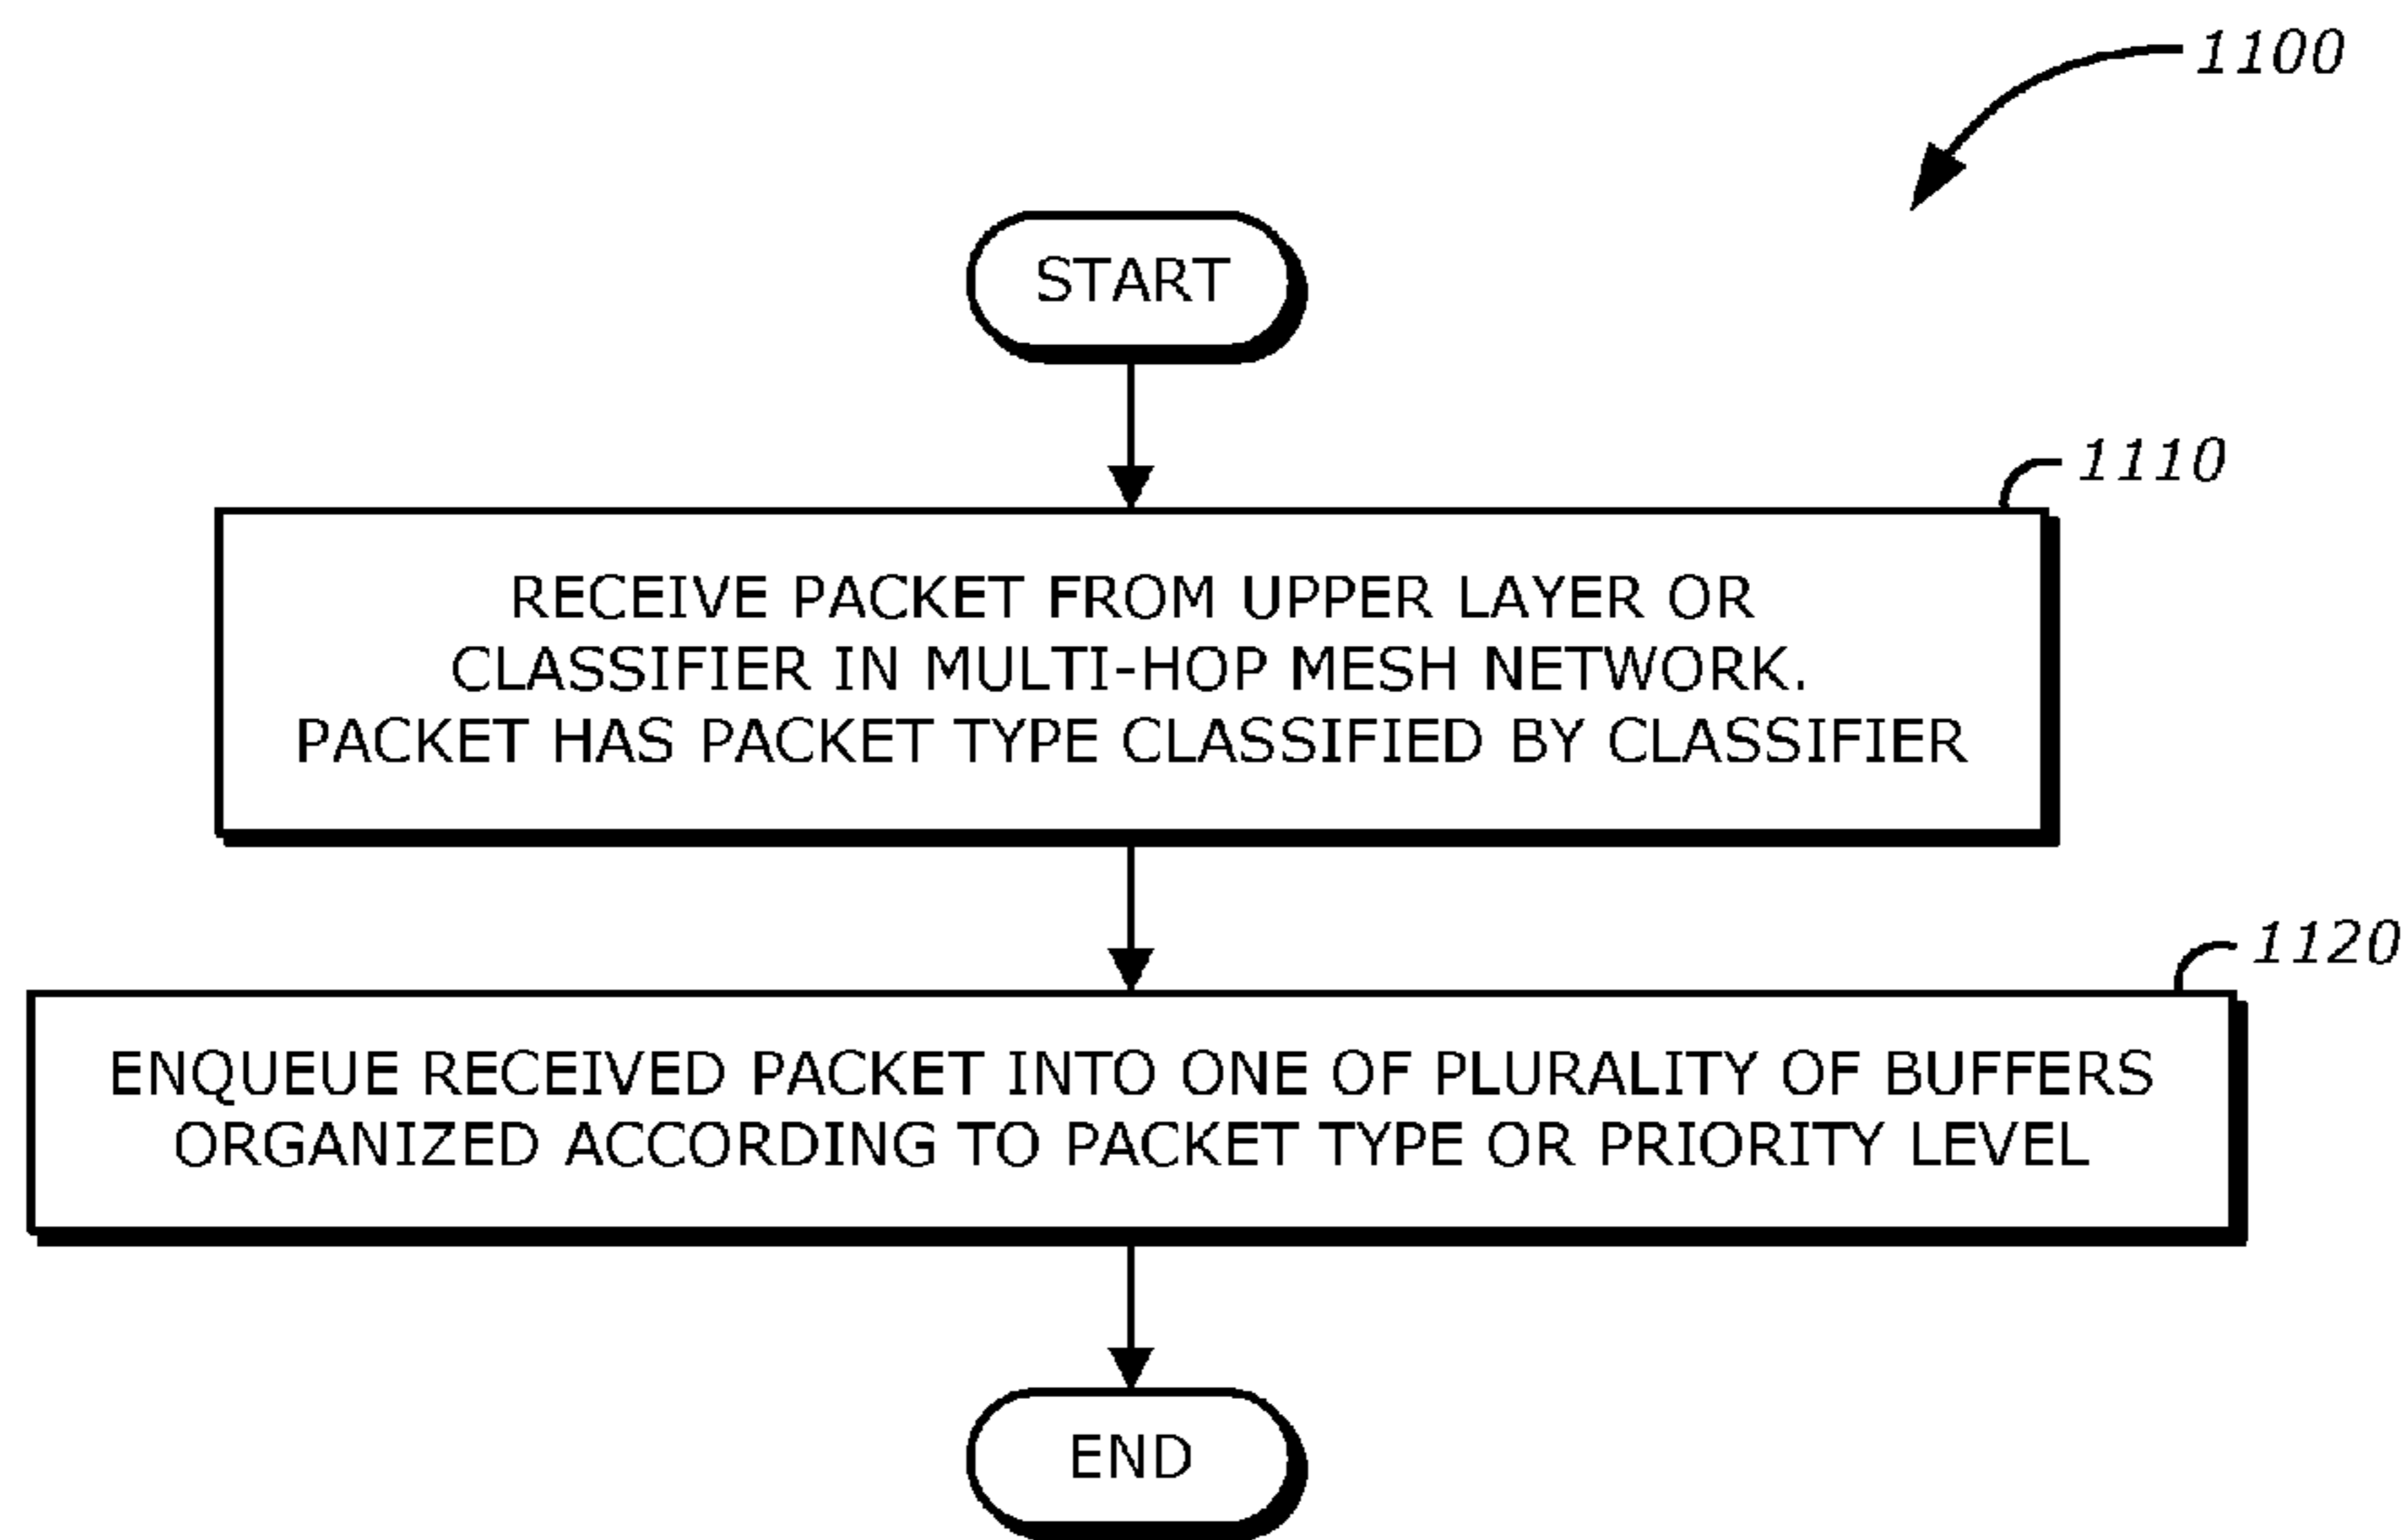 1100
START
1110
RECEIVE PACKET FROM UPPER LAYER OR
CLASSIFIER IN MULTI-HOP MESH NETWORK.
PACKET HAS PACKET TYPE CLASSIFIED BY CLASSIFIER
1120
ENQUEUE RECEIVED PACKET INTO ONE OF PLURALITY OF BUFFERS
ORGANIZED ACCORDING TO PACKET TYPE OR PRIORITY LEVEL
END